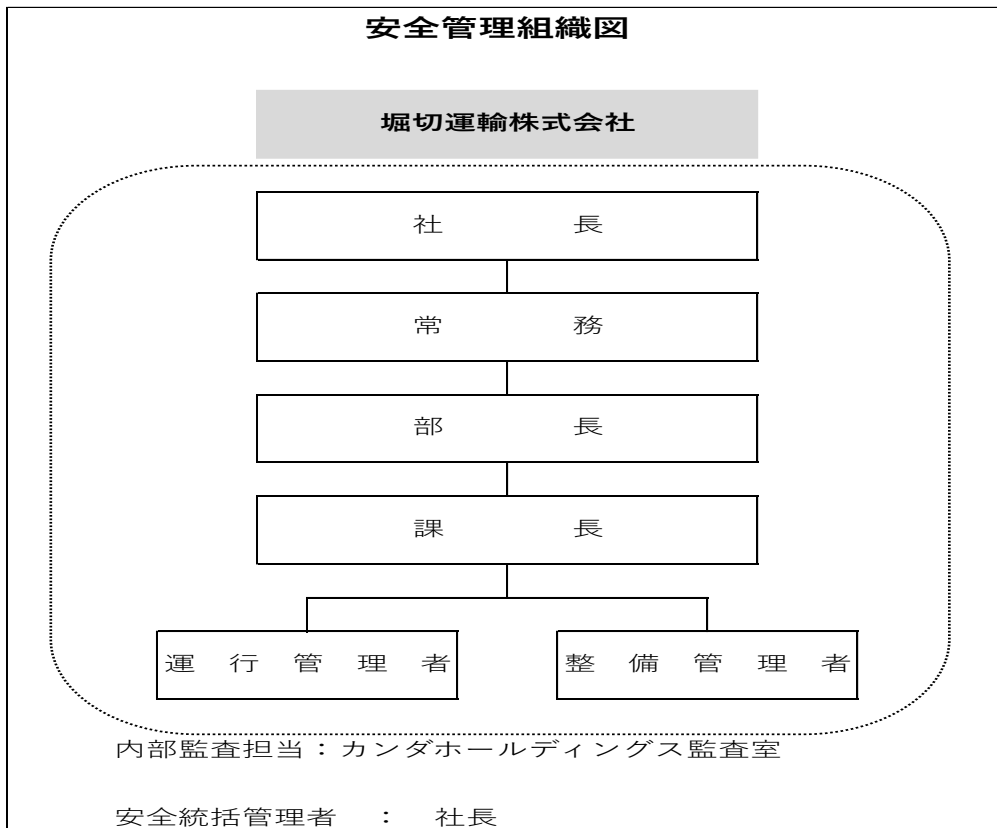 安全管理組織図
堀切運輸株式会社
社長
常務
部長
課長
運行管理者 整備管理者
内部監査担当：カンダホールディングス監査室
安全統括管理者 ： 社長